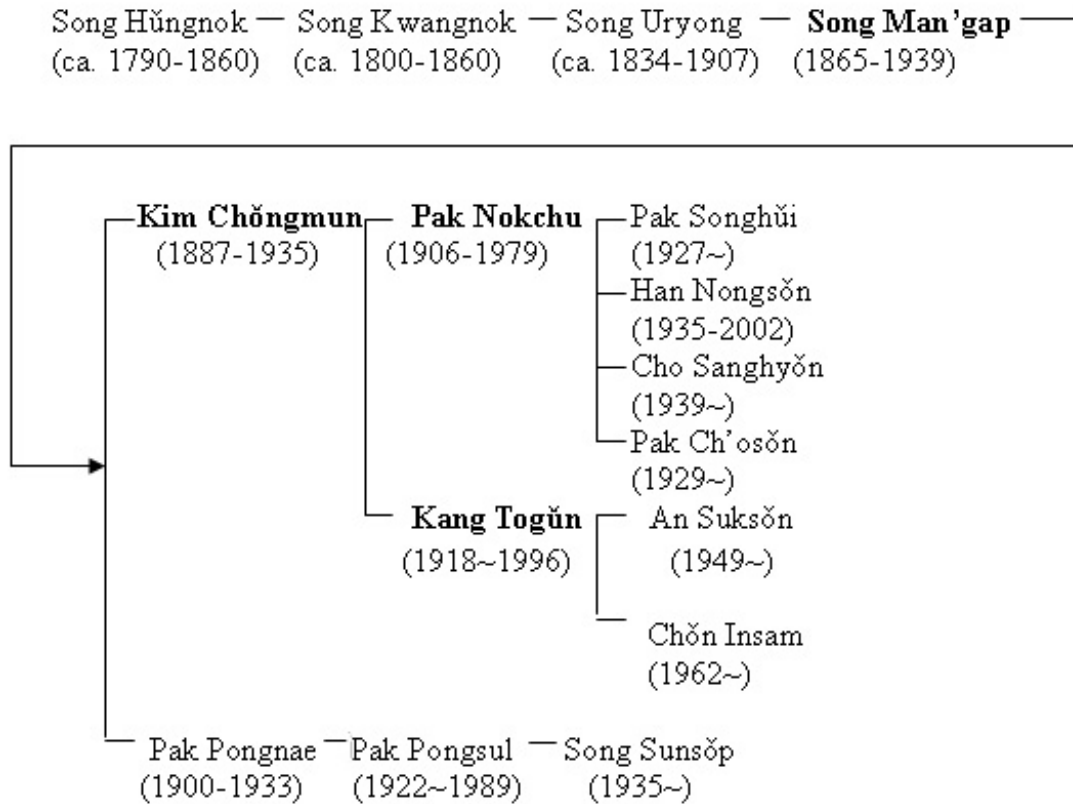 Song Hŭngnok — Song Kwangnok — Song Uryong — Song Man’gap
(ca. 1790-1860) (ca. 1800-1860) (ca. 1834-1907) (1865-1939)
Kim Chŏngmun Pak Nokchu Pak Songhŭi
(1887-1935) (1906-1979) (1927~)
Han Nongsŏn
(1935-2002)
Cho Sanghyŏn
(1939~)
Pak Ch’osŏn
(1929~)
Kang Togŭn An Suksŏn
(1918~1996) (1949~)
Chŏn Insam
(1962~)
Pak Pongnae — Pak Pongsul — Song Sunsŏp
(1900-1933) (1922~1989) (1935~)